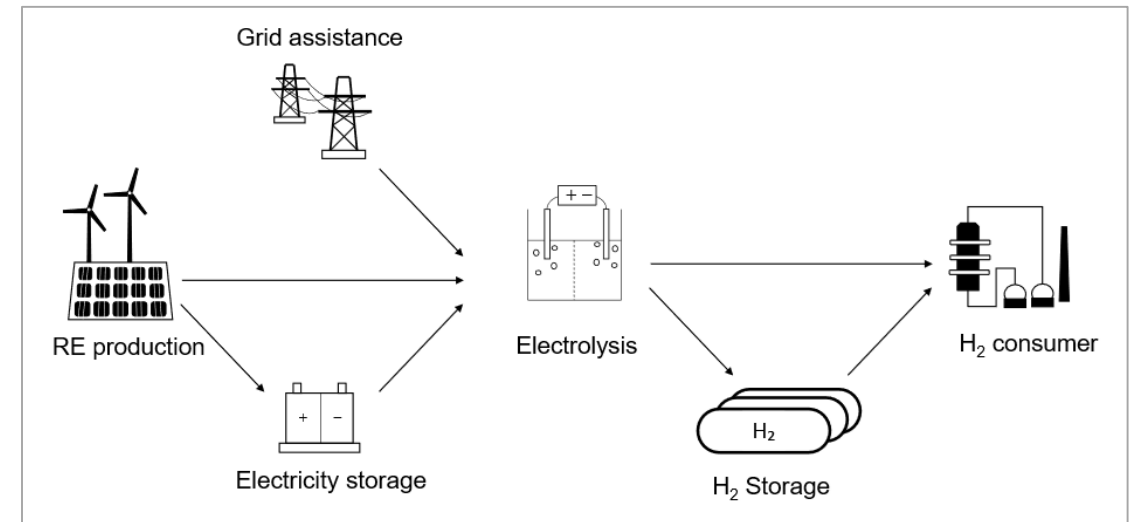 Grid assistance
+ −
RE production
Electrolysis
H₂ consumer
+ −
H₂
Electricity storage
H₂ Storage